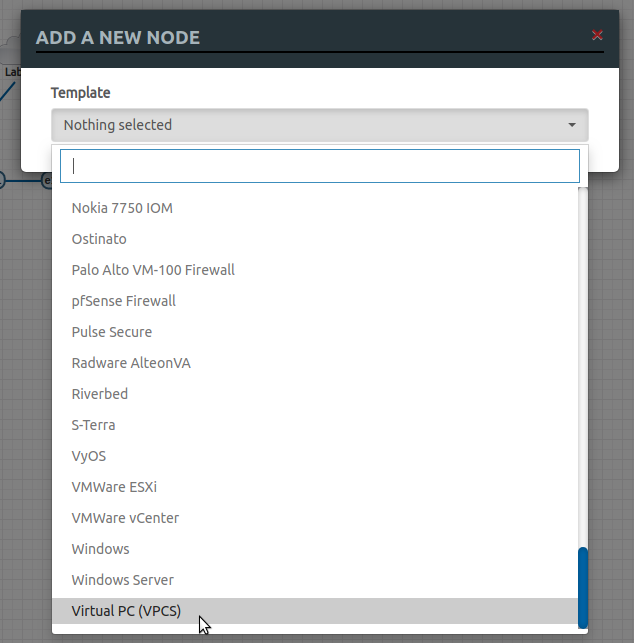 ADD A NEW NODE
Lab
Template
Nothing selected
e
Nokia 7750 IOM
Ostinato
Palo Alto VM-100 Firewall
pfSense Firewall
Pulse Secure
Radware AlteonVA
Riverbed
S-Terra
VyOS
VMWare ESXi
VMWare vCenter
Windows
Windows Server
Virtual PC (VPCS)